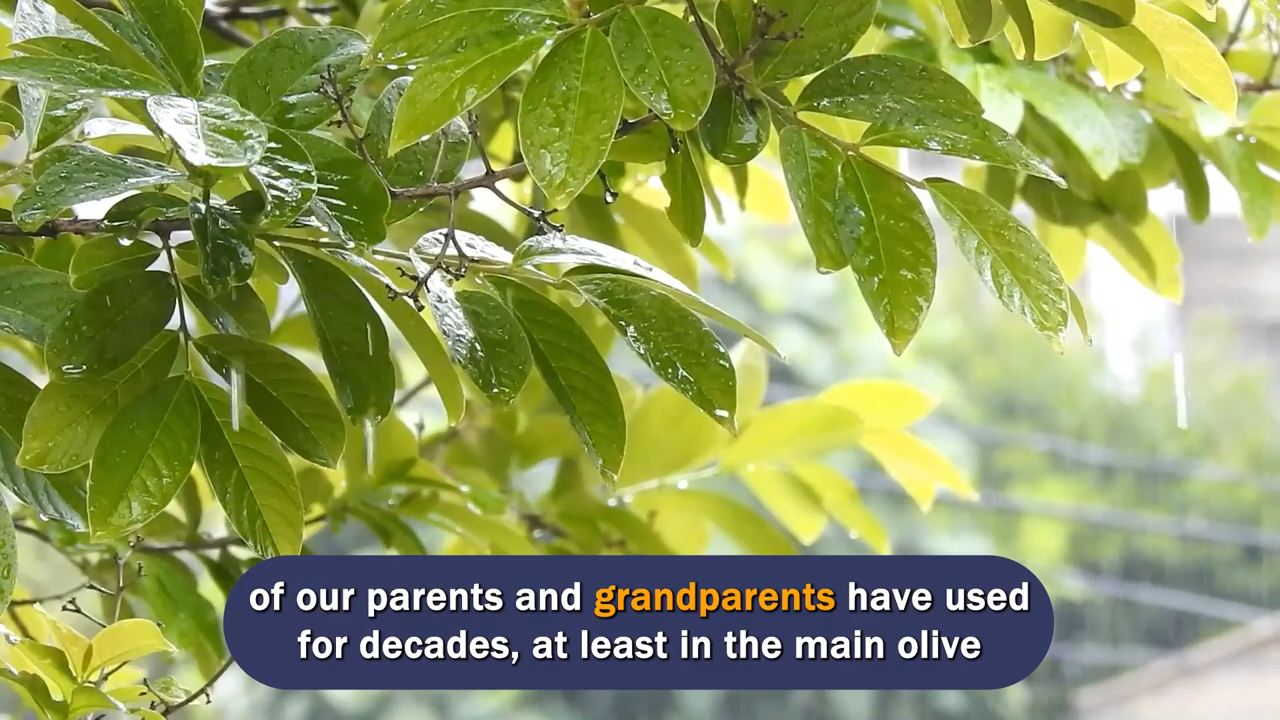 of our parents and grandparents have used
for decades, at least in the main olive